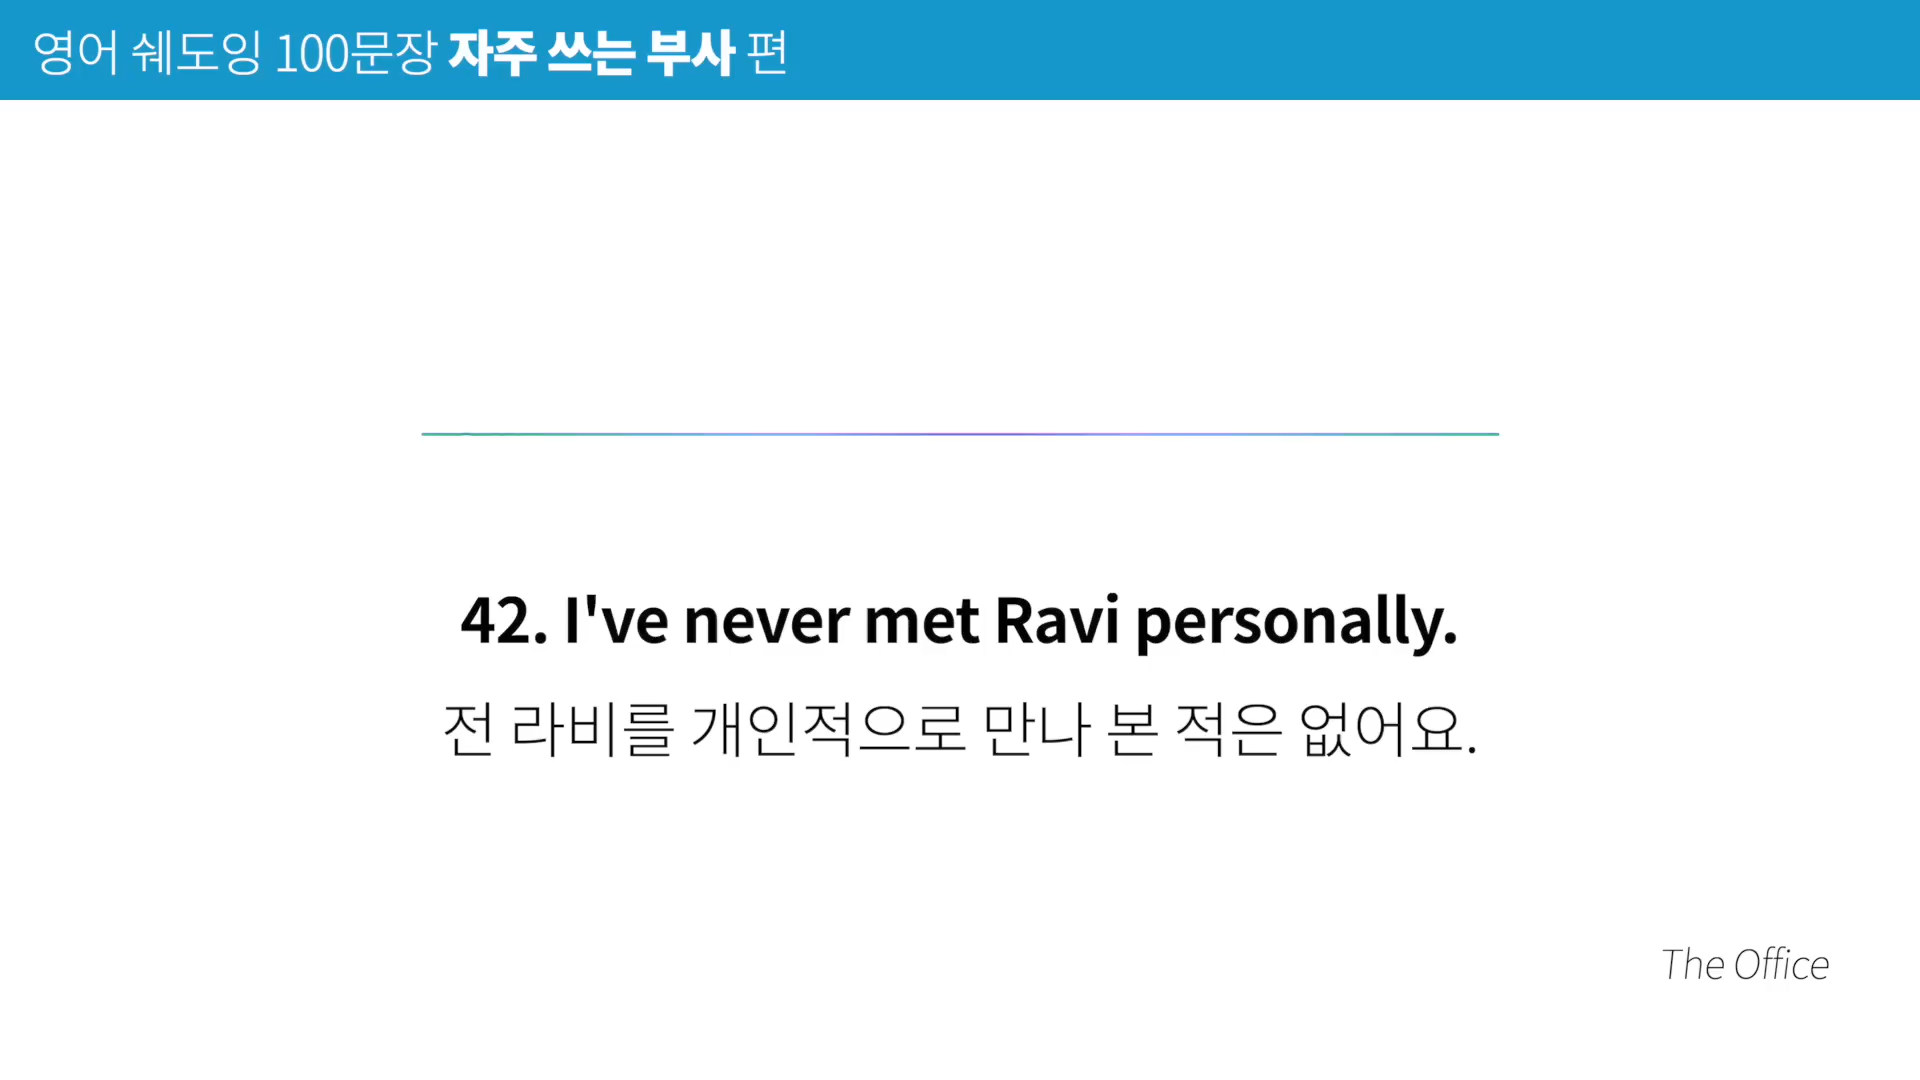 영어 쉐도잉 100문장 자주 쓰는 부사 편
42. I've never met Ravi personally.
전 라비를 개인적으로 만나 본 적은 없어요.
The Office